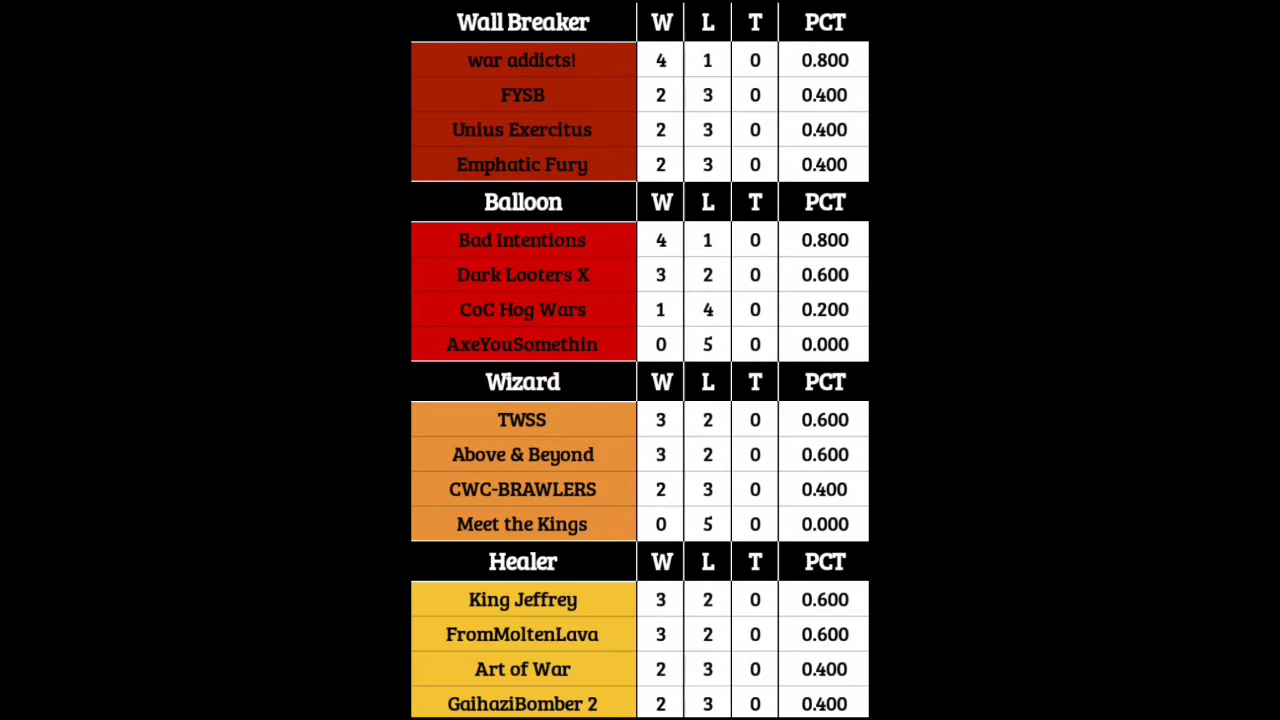 Wall Breaker W L T PCT
war addicts! 4 1 0 0.800
FYSB 2 3 0 0.400
Unius Exercitus 2 3 0 0.400
Emphatic Fury 2 3 0 0.400
Balloon W L T PCT
Bad Intentions 4 1 0 0.800
Dark Looters X 3 2 0 0.600
CoC Hog Wars 1 4 0 0.200
AxeYouSomethin 0 5 0 0.000
Wizard W L T PCT
TWSS 3 2 0 0.600
Above & Beyond 3 2 0 0.600
CWC-BRAWLERS 2 3 0 0.400
Meet the Kings 0 5 0 0.000
Healer W L T PCT
King Jeffrey 3 2 0 0.600
FromMoltenLava 3 2 0 0.600
Art of War 2 3 0 0.400
GaihaziBomber 2 2 3 0 0.400